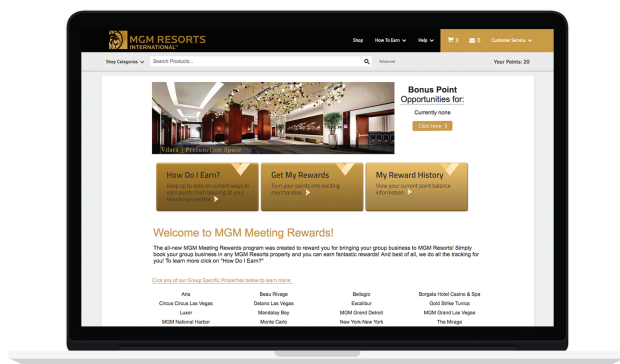 MGM RESORTS
INTERNATIONAL™
Shop How To Earn Help 3 0 Customer Service
Shop Categories Search Products... Advanced Your Points: 20
Vdara | Prefunction Space
Bonus Point
Opportunities for:
Currently none
Click Here
How Do I Earn?
Keep up to date on current ways to
earn points from booking at your
favorite properties.
Get My Rewards
Turn your points into exciting
merchandise.
My Reward History
View your current point balance
information.
Welcome to MGM Meeting Rewards!
The all-new MGM Meeting Rewards program was created to reward you for bringing your group business to MGM Resorts! Simply
book your group business in any MGM Resorts property and you can earn fantastic rewards! And best of all, we do all the tracking for
you! To learn more click on "How Do I Earn?"
Click any of our Group Specific Properties below to learn more:
Aria Beau Rivage Bellagio Borgata Hotel Casino & Spa
Circus Circus Las Vegas Delano Las Vegas Excalibur Gold Strike Tunica
Luxor Mandalay Bay MGM Grand Detroit MGM Grand Las Vegas
MGM National Harbor Monte Carlo New York-New York The Mirage